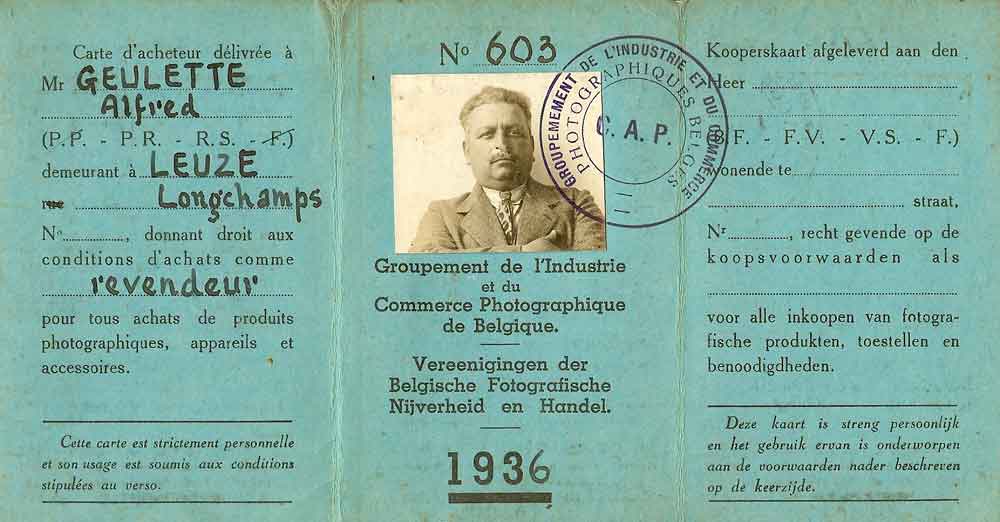 Carte d'acheteur délivrée à
Mr GEULETTE
Alfred
(P.P. - P.R. - R.S. - F.)
demeurant à LEUZE
rue Longchamps
No, donnant droit aux
conditions d'achats comme
revendeur
pour tous achats de produits
photographiques, appareils et
accessoires.
Cette carte est strictement personnelle
et son usage est soumis aux conditions
stipulées au verso.
No 603
GROUPEMEMENT DE L'INDUSTRIE ET DU COMMERCE
PHOTOGRAPHIQUES BELGES
C.A.P.
Groupement de l'Industrie
et du
Commerce Photographique
de Belgique.
Vereenigingen der
Belgische Fotografische
Nijverheid en Handel.
1936
Kooperskaart afgeleverd aan den
Heer
F. - F.V. - V.S. - F.)
wonende te
straat,
Nr, recht gevende op de
koopsvoorwaarden als
voor alle inkoopen van fotogra-
fische produkten, toestellen en
benoodigdheden.
Deze kaart is streng persoonlijk
en het gebruik ervan is onderworpen
aan de voorwaarden nader beschreven
op de keerzijde.